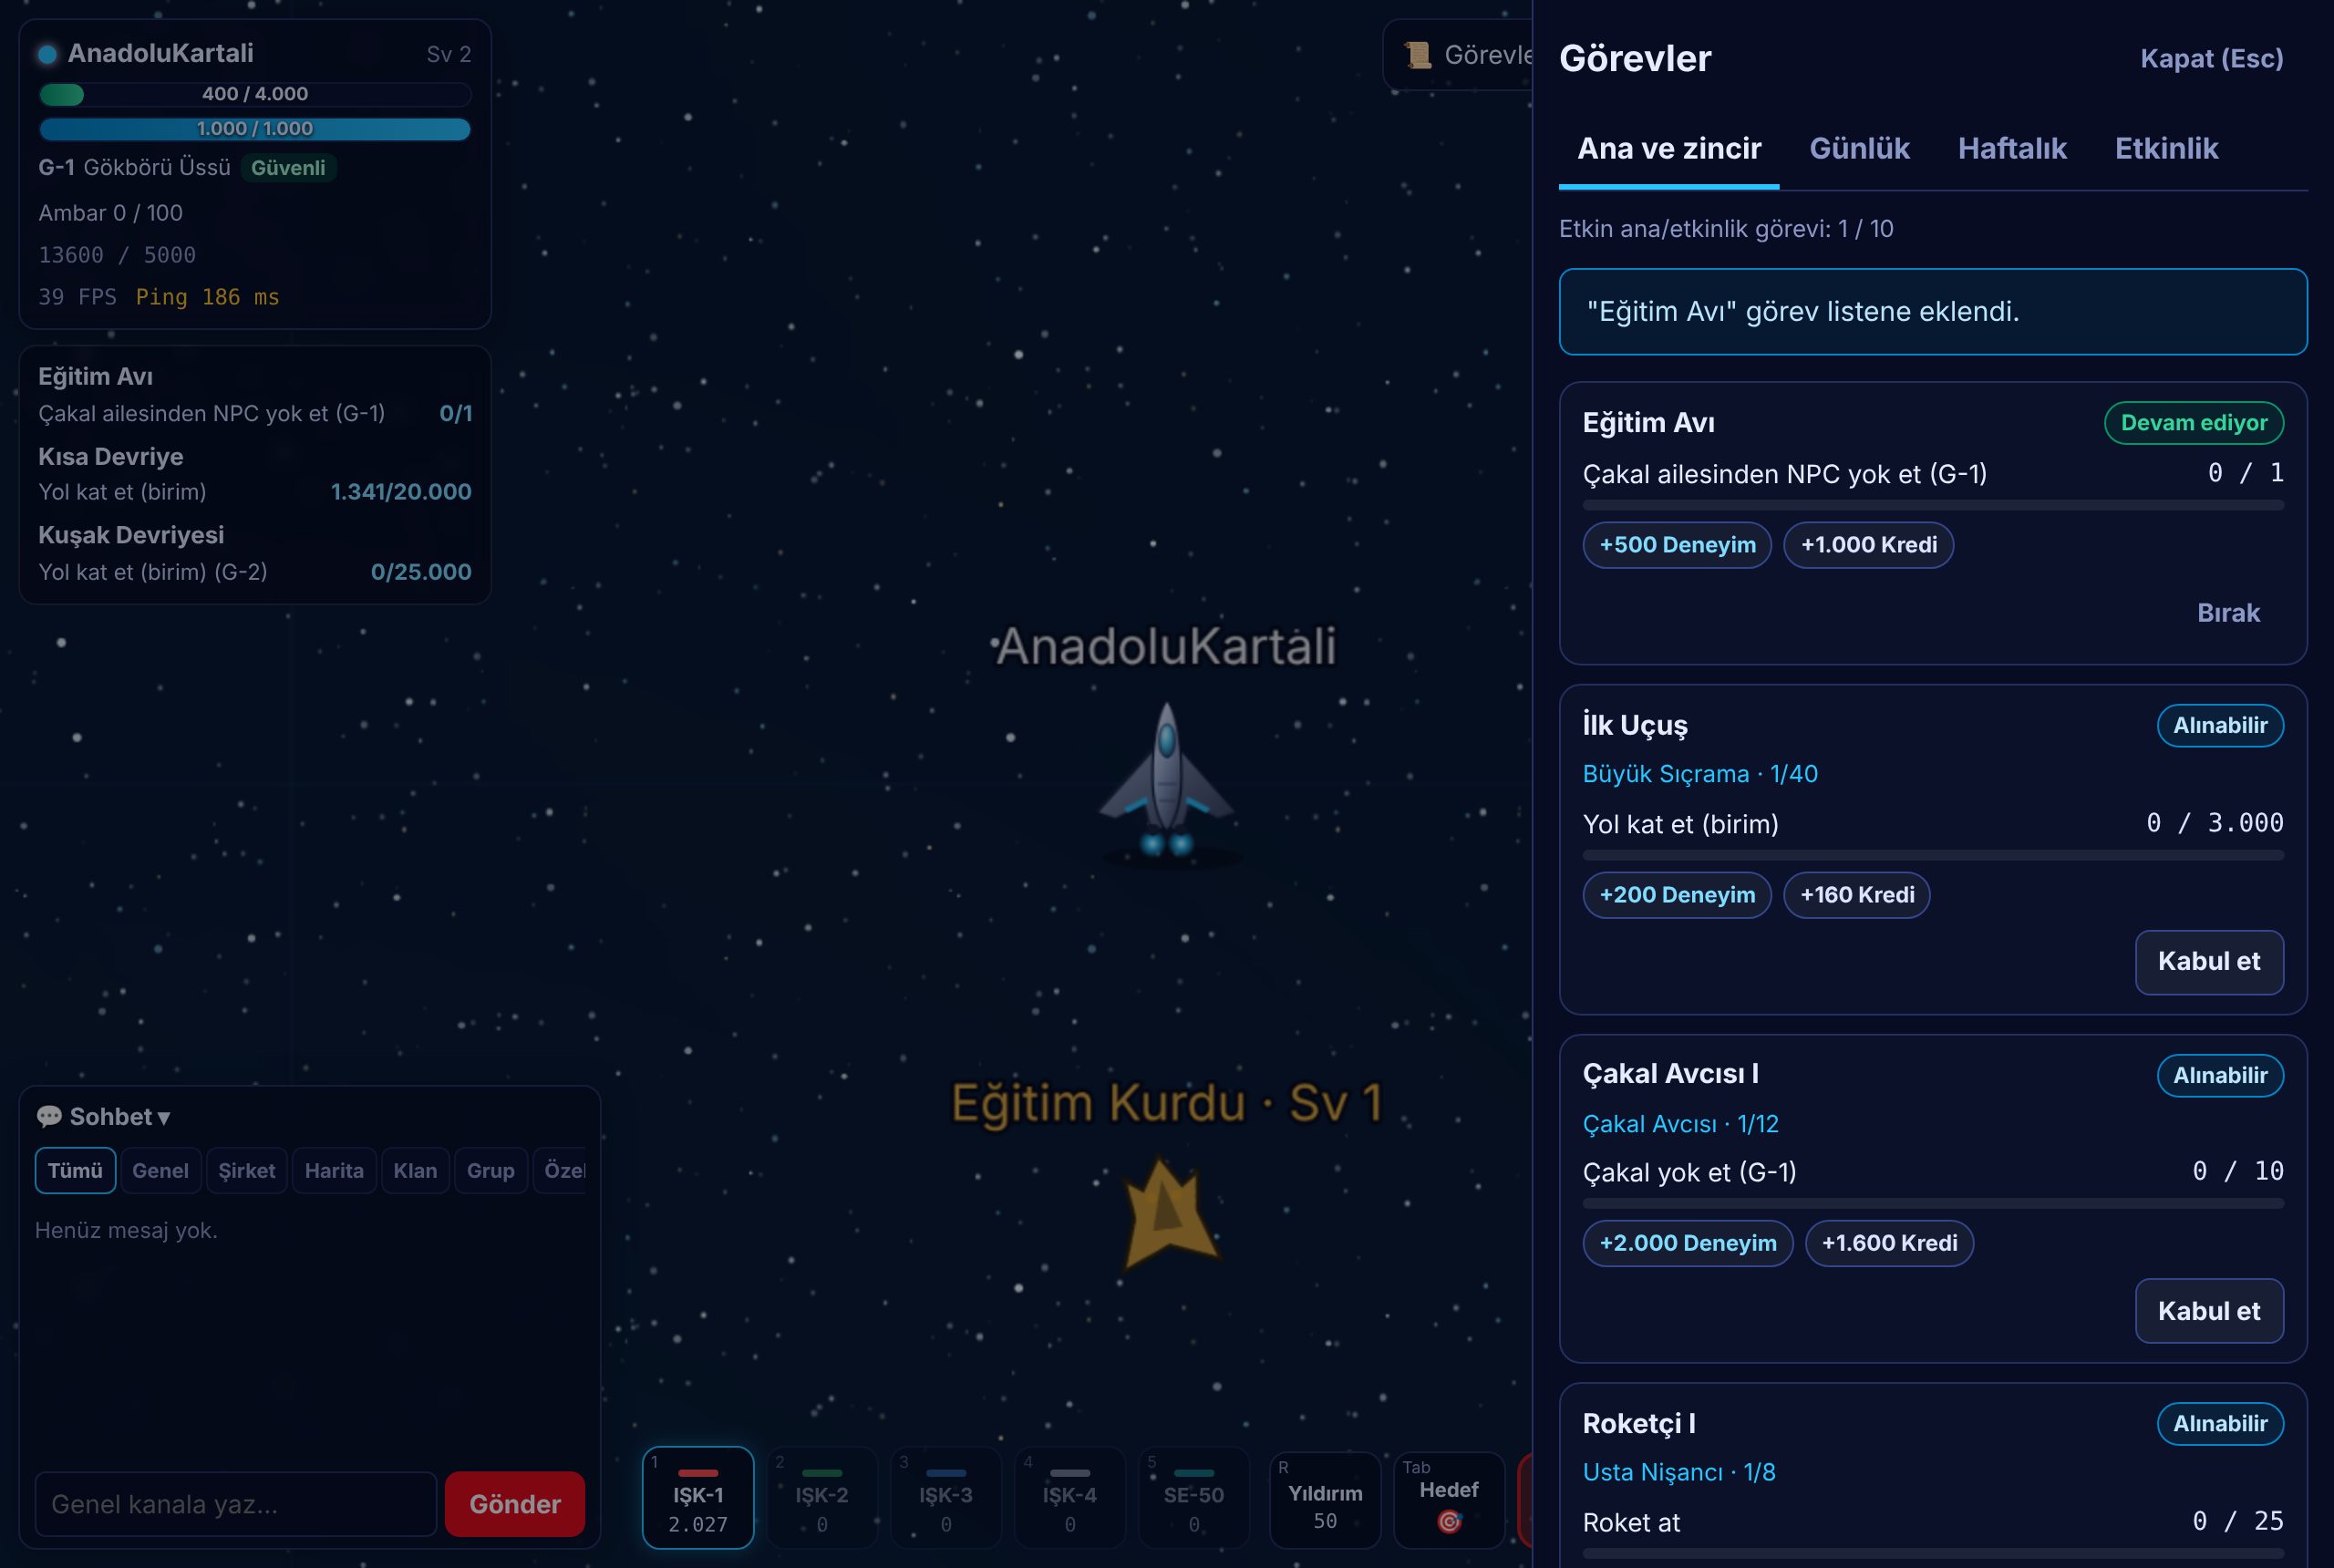 AnadoluKartali Sv 2
400 / 4.000
1.000 / 1.000
G-1 Gökbörü Üssü Güvenli
Ambar 0 / 100
13600 / 5000
39 FPS Ping 186 ms
Eğitim Avı
Çakal ailesinden NPC yok et (G-1) 0/1
Kısa Devriye
Yol kat et (birim) 1.341/20.000
Kuşak Devriyesi
Yol kat et (birim) (G-2) 0/25.000
AnadoluKartali
Eğitim Kurdu · Sv 1
💬 Sohbet ▾
Tümü Genel Şirket Harita Klan Grup Özel
Henüz mesaj yok.
Genel kanala yaz... Gönder
1 IŞK-1 2.027
2 IŞK-2 0
3 IŞK-3 0
4 IŞK-4 0
5 SE-50 0
R Yıldırım 50
Tab Hedef
📜 Görevle
Görevler Kapat (Esc)
Ana ve zincir Günlük Haftalık Etkinlik
Etkin ana/etkinlik görevi: 1 / 10
"Eğitim Avı" görev listene eklendi.
Eğitim Avı Devam ediyor
Çakal ailesinden NPC yok et (G-1) 0 / 1
+500 Deneyim +1.000 Kredi
Bırak
İlk Uçuş Alınabilir
Büyük Sıçrama · 1/40
Yol kat et (birim) 0 / 3.000
+200 Deneyim +160 Kredi
Kabul et
Çakal Avcısı I Alınabilir
Çakal Avcısı · 1/12
Çakal yok et (G-1) 0 / 10
+2.000 Deneyim +1.600 Kredi
Kabul et
Roketçi I Alınabilir
Usta Nişancı · 1/8
Roket at 0 / 25